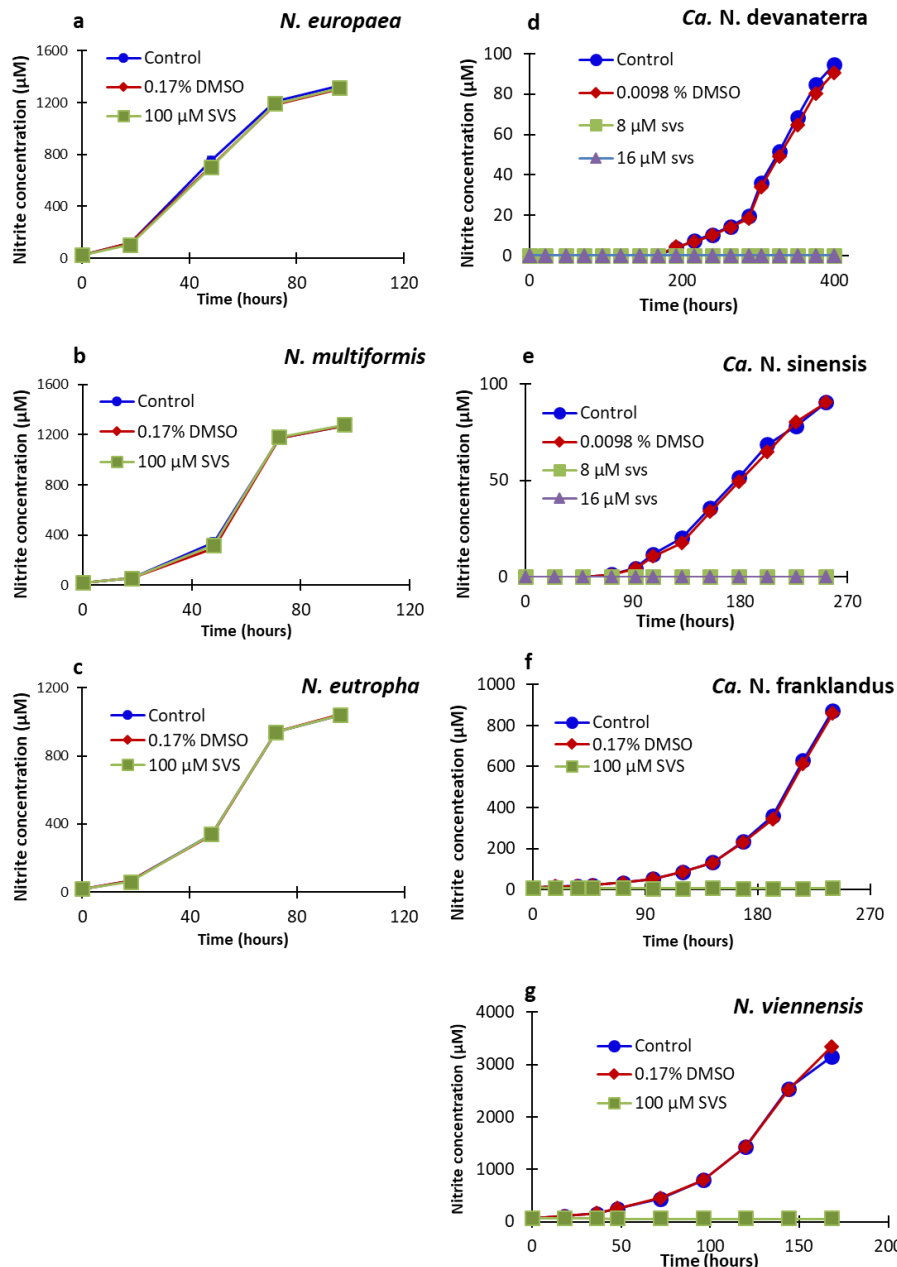 a
N. europaea
Nitrite concentration (µM)
1600
1200
800
400
0
Control
0.17% DMSO
100 µM SVS
0
40
80
120
Time (hours)
b
N. multiformis
Nitrite concentration (µM)
1600
1200
800
400
0
Control
0.17% DMSO
100 µM SVS
0
40
80
120
Time (hours)
c
N. eutropha
Nitrite concentration (µM)
1200
800
400
0
Control
0.17% DMSO
100 µM SVS
0
40
80
120
Time (hours)
d
Ca. N. devanaterra
Nitrite concentration (µM)
100
80
60
40
20
0
Control
0.0098 % DMSO
8 µM svs
16 µM svs
0
200
400
Time (hours)
e
Ca. N. sinensis
Nitrite concentration (µM)
100
50
0
Control
0.0098 % DMSO
8 µM svs
16 µM svs
0
90
180
270
Time (hours)
f
Ca. N. franklandus
Nitrite concenteation (µM)
1000
800
600
400
200
0
Control
0.17% DMSO
100 µM SVS
0
90
180
270
Time (hours)
g
N. viennensis
Nitrite concentration (µM)
4000
3000
2000
1000
0
Control
0.17% DMSO
100 µM SVS
0
50
100
150
200
Time (hours)